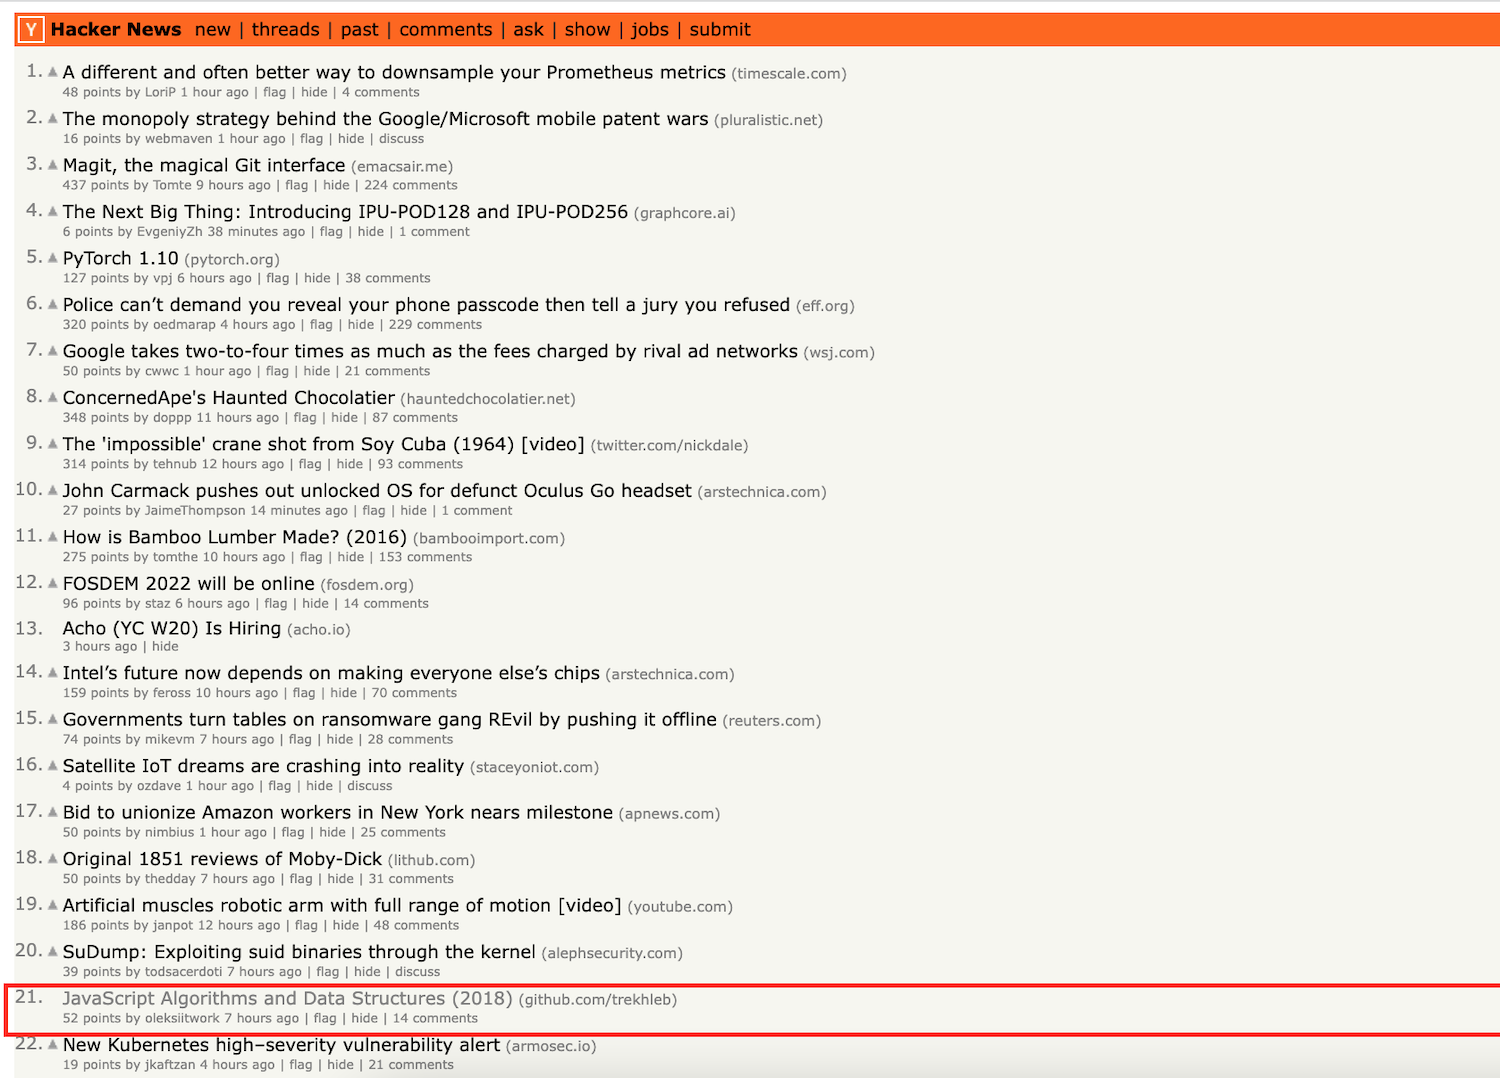 Y Hacker News new | threads | past | comments | ask | show | jobs | submit
1. A different and often better way to downsample your Prometheus metrics (timescale.com)
48 points by LoriP 1 hour ago | flag | hide | 4 comments
2. The monopoly strategy behind the Google/Microsoft mobile patent wars (pluralistic.net)
16 points by webmaven 1 hour ago | flag | hide | discuss
3. Magit, the magical Git interface (emacsair.me)
437 points by Tomte 9 hours ago | flag | hide | 224 comments
4. The Next Big Thing: Introducing IPU-POD128 and IPU-POD256 (graphcore.ai)
6 points by EvgeniyZh 38 minutes ago | flag | hide | 1 comment
5. PyTorch 1.10 (pytorch.org)
127 points by vpj 6 hours ago | flag | hide | 38 comments
6. Police can’t demand you reveal your phone passcode then tell a jury you refused (eff.org)
320 points by oedmarap 4 hours ago | flag | hide | 229 comments
7. Google takes two-to-four times as much as the fees charged by rival ad networks (wsj.com)
50 points by cwwc 1 hour ago | flag | hide | 21 comments
8. ConcernedApe's Haunted Chocolatier (hauntedchocolatier.net)
348 points by doppp 11 hours ago | flag | hide | 87 comments
9. The 'impossible' crane shot from Soy Cuba (1964) [video] (twitter.com/nickdale)
314 points by tehnub 12 hours ago | flag | hide | 93 comments
10. John Carmack pushes out unlocked OS for defunct Oculus Go headset (arstechnica.com)
27 points by JaimeThompson 14 minutes ago | flag | hide | 1 comment
11. How is Bamboo Lumber Made? (2016) (bambooimport.com)
275 points by tomthe 10 hours ago | flag | hide | 153 comments
12. FOSDEM 2022 will be online (fosdem.org)
96 points by staz 6 hours ago | flag | hide | 14 comments
13. Acho (YC W20) Is Hiring (acho.io)
3 hours ago | hide
14. Intel’s future now depends on making everyone else’s chips (arstechnica.com)
159 points by feross 10 hours ago | flag | hide | 70 comments
15. Governments turn tables on ransomware gang REvil by pushing it offline (reuters.com)
74 points by mikevm 7 hours ago | flag | hide | 28 comments
16. Satellite IoT dreams are crashing into reality (staceyoniot.com)
4 points by ozdave 1 hour ago | flag | hide | discuss
17. Bid to unionize Amazon workers in New York nears milestone (apnews.com)
50 points by nimbius 1 hour ago | flag | hide | 25 comments
18. Original 1851 reviews of Moby-Dick (lithub.com)
50 points by thedday 7 hours ago | flag | hide | 31 comments
19. Artificial muscles robotic arm with full range of motion [video] (youtube.com)
186 points by janpot 12 hours ago | flag | hide | 48 comments
20. SuDump: Exploiting suid binaries through the kernel (alephsecurity.com)
39 points by todsacerdoti 7 hours ago | flag | hide | discuss
21. JavaScript Algorithms and Data Structures (2018) (github.com/trekhleb)
52 points by oleksiitwork 7 hours ago | flag | hide | 14 comments
22. New Kubernetes high–severity vulnerability alert (armosec.io)
19 points by jkaftzan 4 hours ago | flag | hide | 21 comments